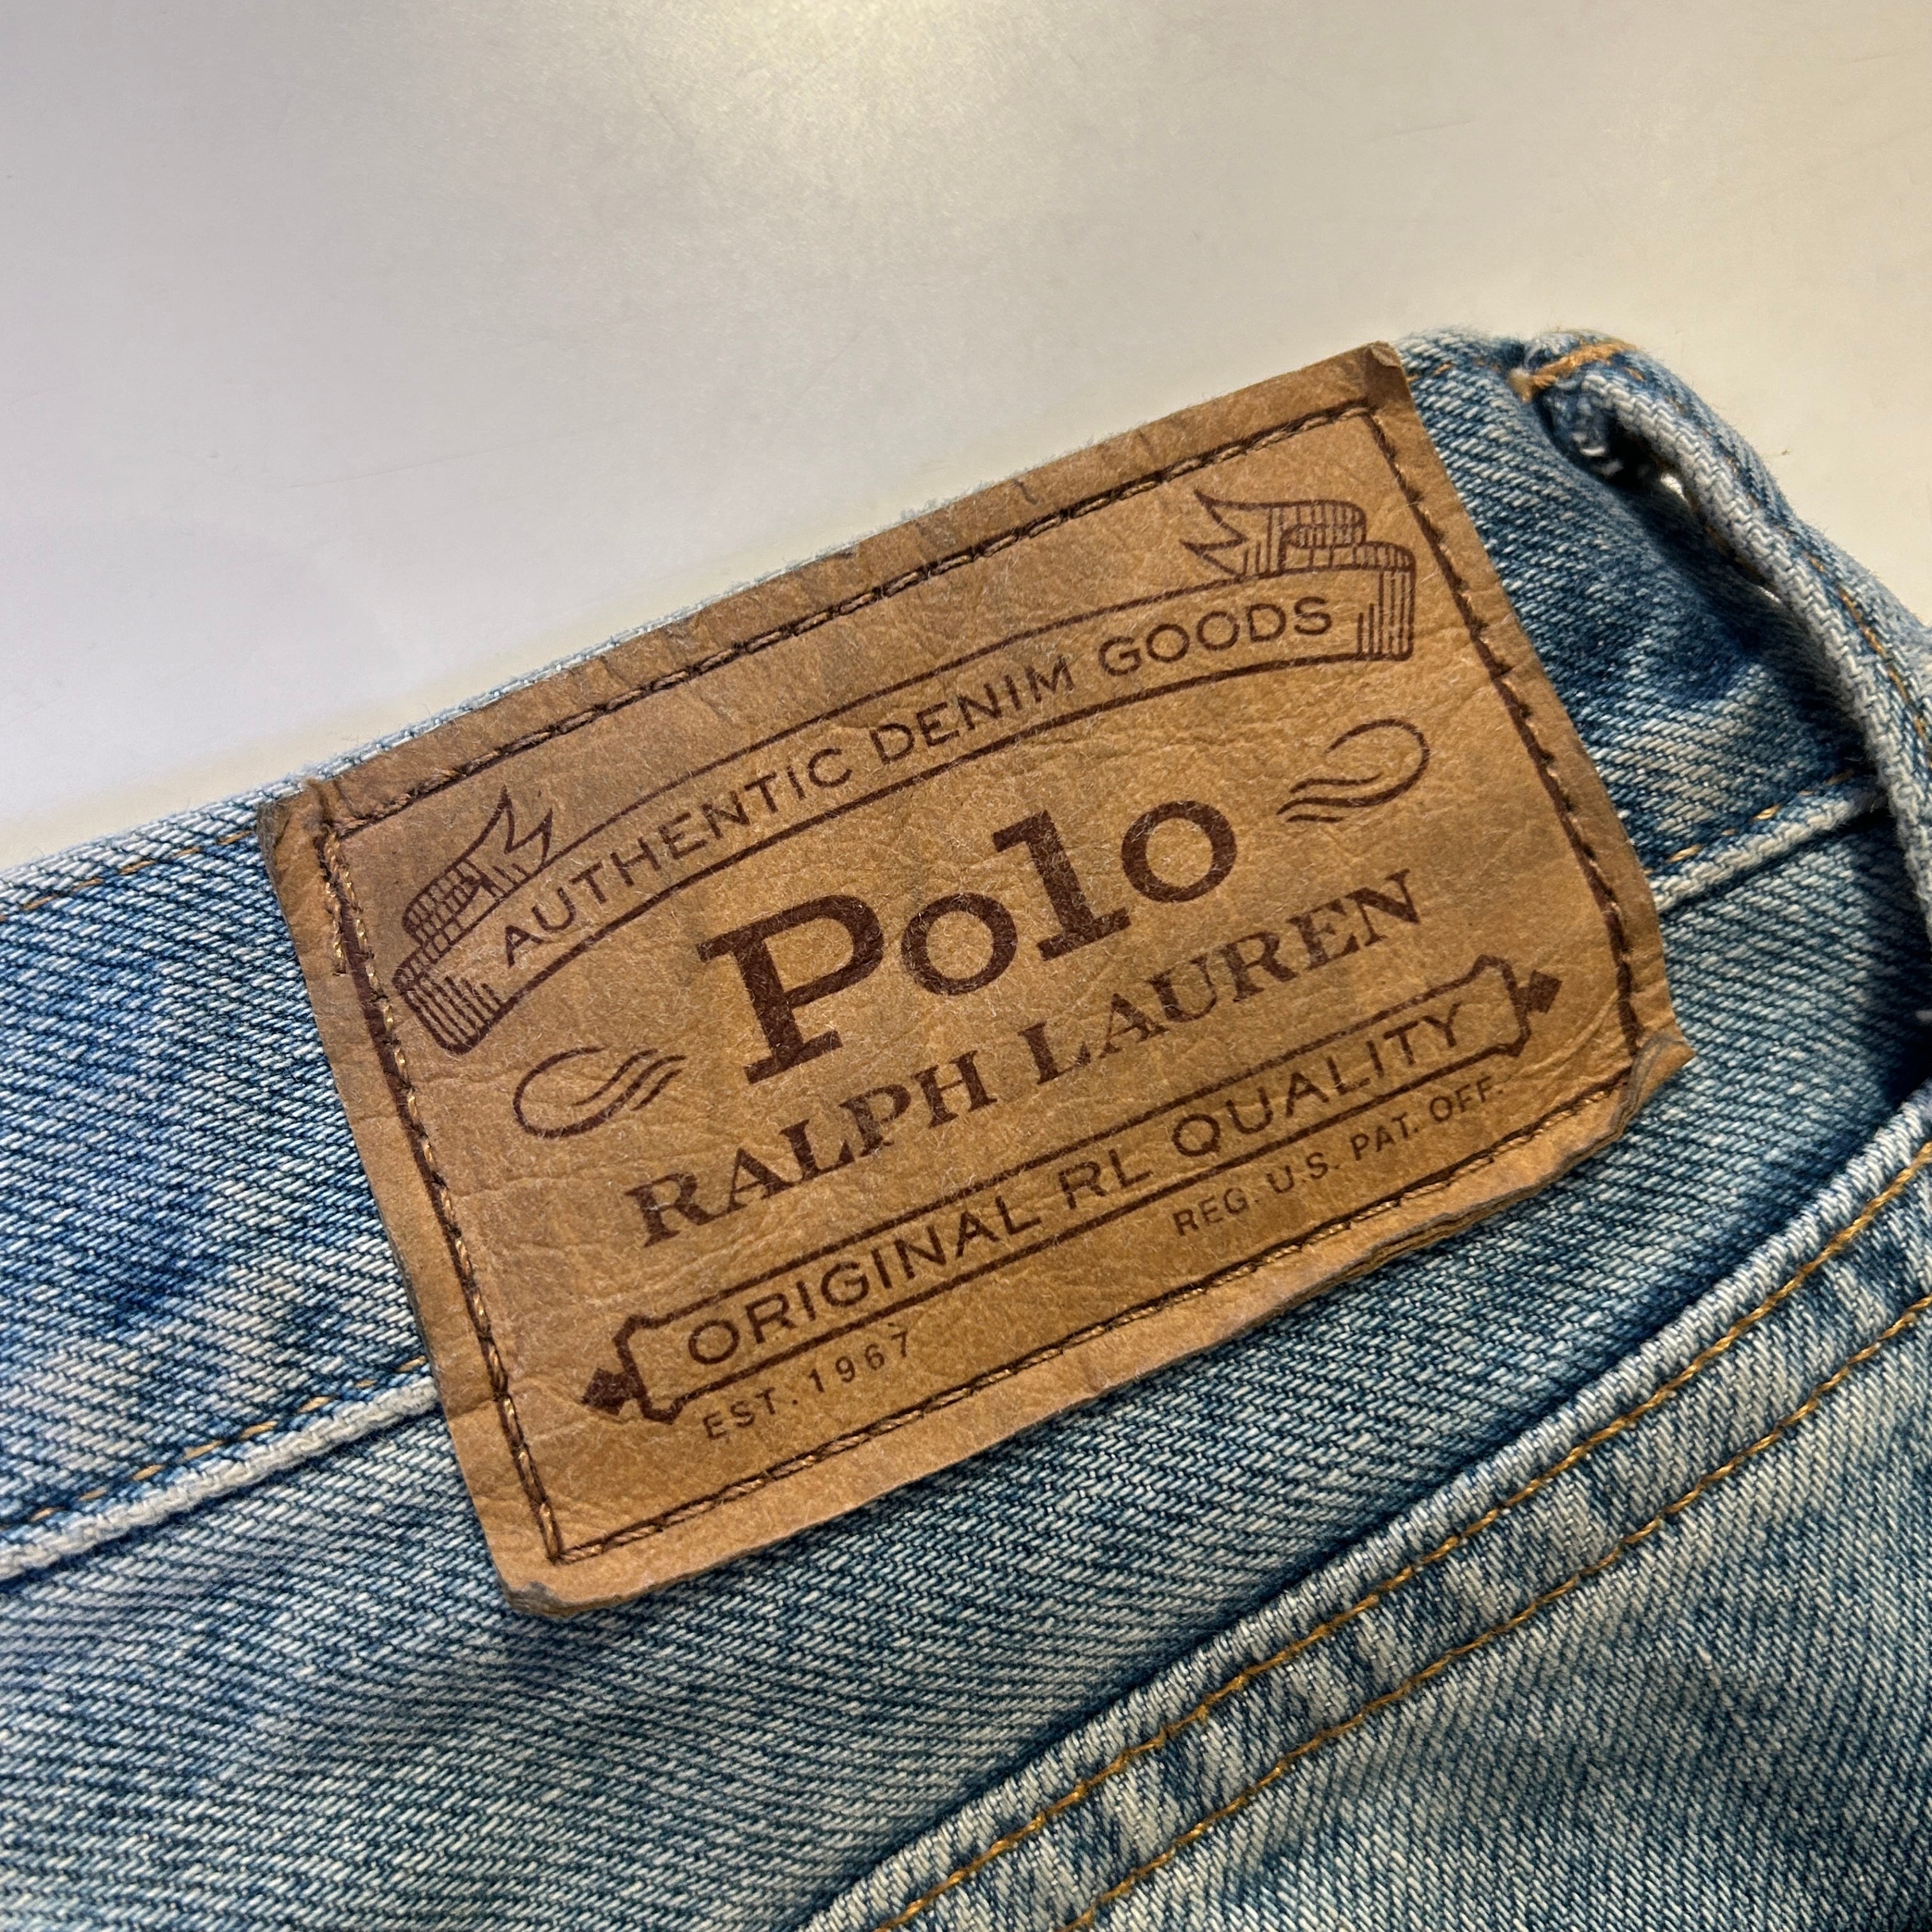 AUTHENTIC DENIM GOODS
Polo
RALPH LAUREN
ORIGINAL RL QUALITY
EST. 1967 REG. U.S. PAT. OFF.